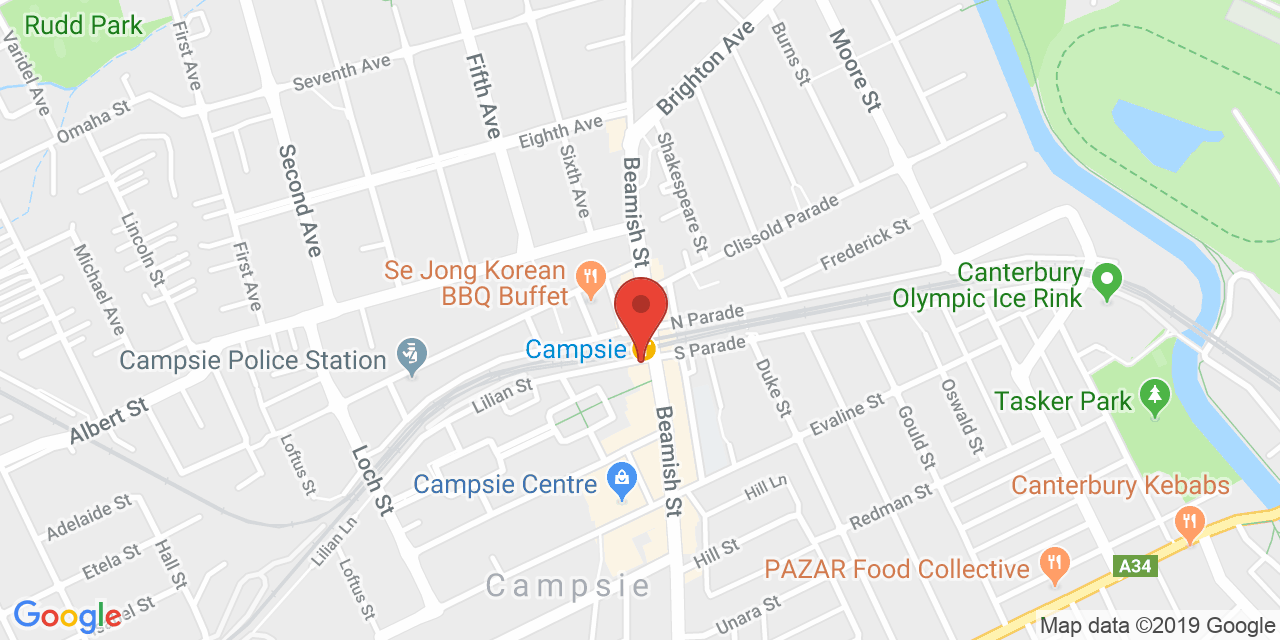 Rudd Park
Varidel Ave
First Ave
Seventh Ave
Omaha St
Fifth Ave
Eighth Ave
Brighton Ave
Burns St
Moore St
Second Ave
Sixth Ave
Beamish St
Shakespeare St
Lincoln St
Michael Ave
First Ave
Clissold Parade
Frederick St
Se Jong Korean
BBQ Buffet
Canterbury
Olympic Ice Rink
N Parade
Campsie
S Parade
Campsie Police Station
Lilian St
Albert St
Duke St
Oswald St
Tasker Park
Evaline St
Gould St
Beamish St
Loftus St
Loch St
Campsie Centre
Hill Ln
Redman St
Canterbury Kebabs
Adelaide St
Lilian Ln
Etela St
Hall St
Loftus St
Hill St
PAZAR Food Collective
A34
Campsie
Unara St
Google
Map data ©2019 Google